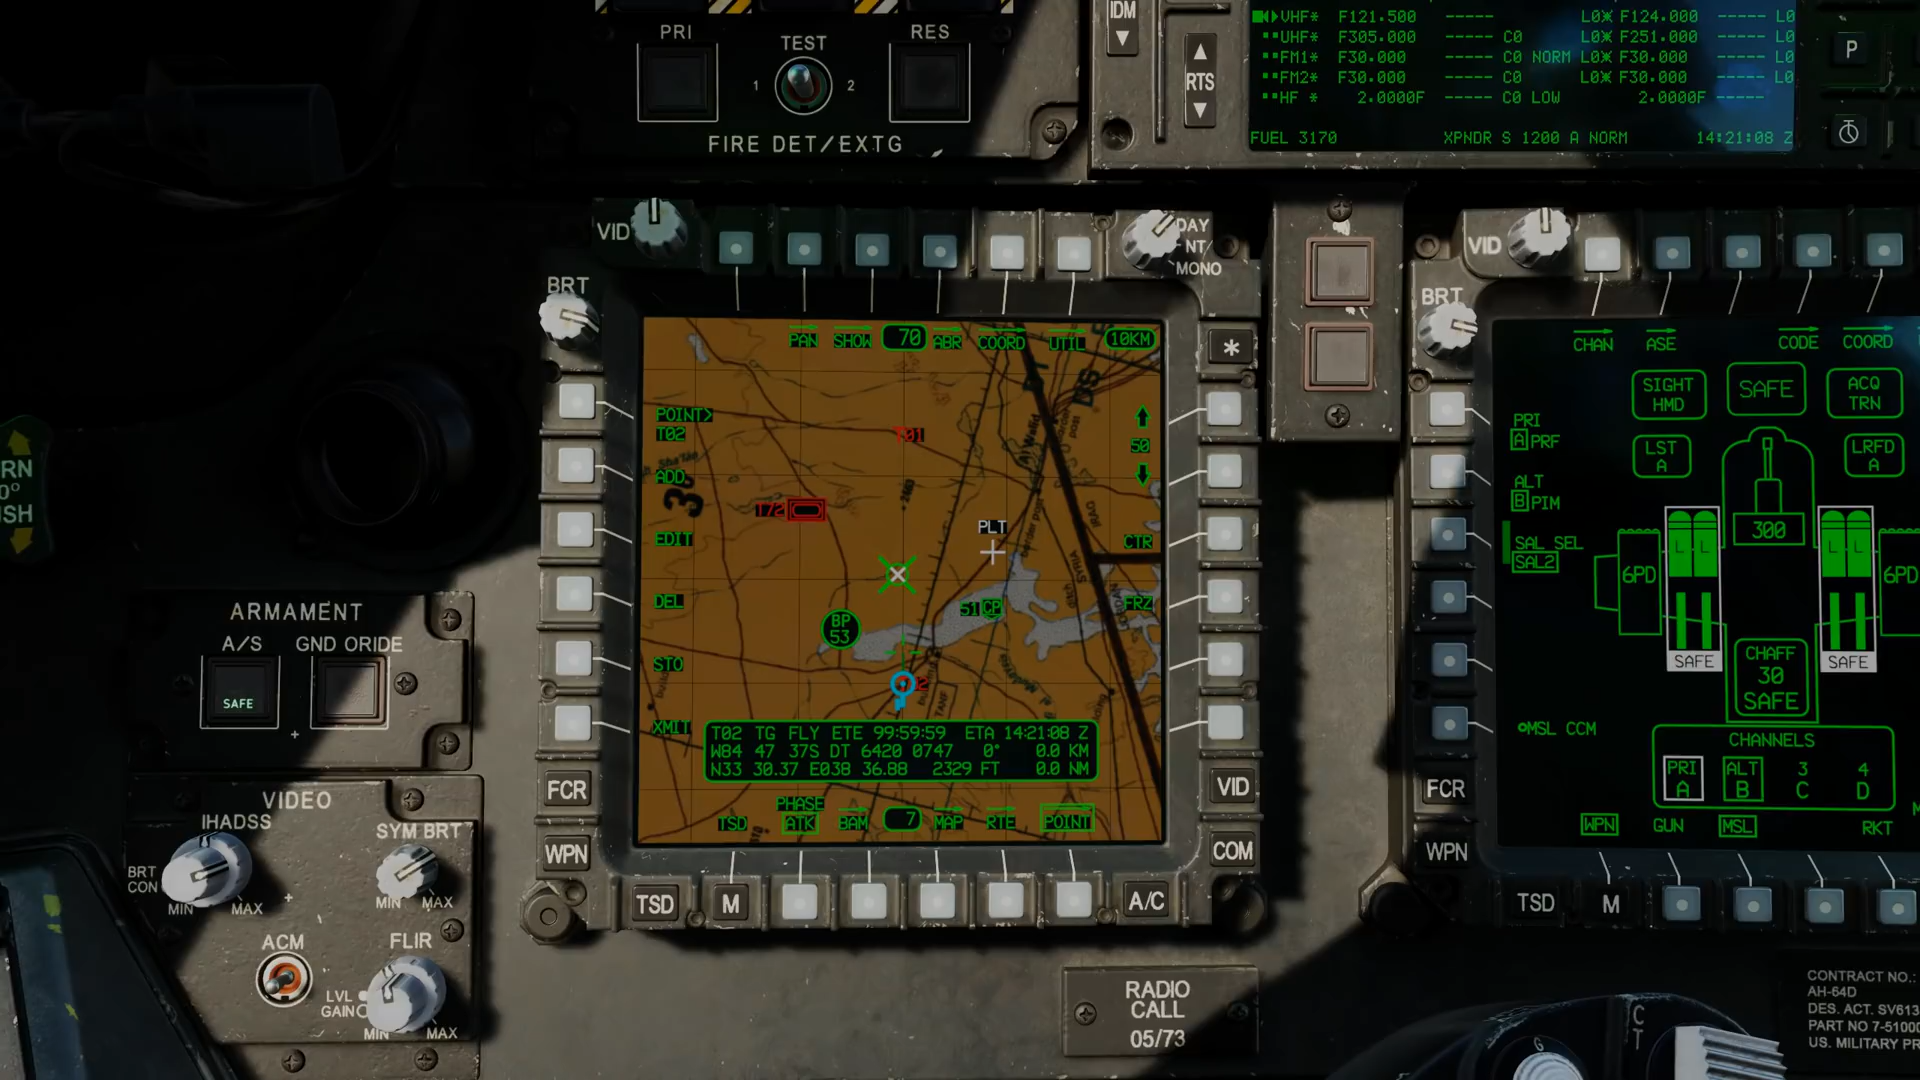 PRI
TEST
RES
1
2
FIRE DET/EXTG
IDM
RTS
VHF* F121.500 ----- L0* F124.000 ----- L0
UHF* F305.000 ----- C0 L0* F251.000 ----- L0
FM1* F30.000 ----- C0 NORM L0* F30.000 ----- L0
FM2* F30.000 ----- C0 L0* F30.000 ----- L0
HF * 2.0000F ----- C0 LOW 2.0000F -----
FUEL 3170 XPNDR S 1200 A NORM 14:21:08 Z
P
VID
DAY
NT/
MONO
BRT
*
PAN SHOW 70 ABR COORD UTIL 10KM
POINT>
T02
T01
50
ADD
3
T72
EDIT
PLT
CTR
DEL
51 CP
FRZ
BP
53
STO
XMIT
T02 TG FLY ETE 99:59:59 ETA 14:21:08 Z
W84 47 37S DT 6420 0747 0° 0.0 KM
N33 30.37 E038 36.88 2329 FT 0.0 NM
PHASE
TSD ATK BAM 7 MAP RTE POINT
FCR
WPN
TSD
M
VID
COM
A/C
ARMAMENT
A/S GND ORIDE
SAFE
VIDEO
IHADSS
SYM BRT
BRT
CON
MIN MAX
MIN MAX
ACM
FLIR
LVL
GAIN
MIN MAX
RADIO
CALL
05/73
VID
BRT
CHAN ASE CODE COORD
SIGHT
HMD
SAFE
ACQ
TRN
PRI
A PRF
LST
A
LRFD
A
ALT
B PIM
300
SAL SEL
SAL2
L L
L L
6PD
6PD
SAFE
SAFE
CHAFF
30
SAFE
MSL CCM
CHANNELS
PRI
A
ALT
B
3
C
4
D
WPN GUN MSL RKT
FCR
WPN
TSD
M
CONTRACT NO.:
AH-64D
DES. ACT. SV613
PART NO 7-51000
US. MILITARY PR